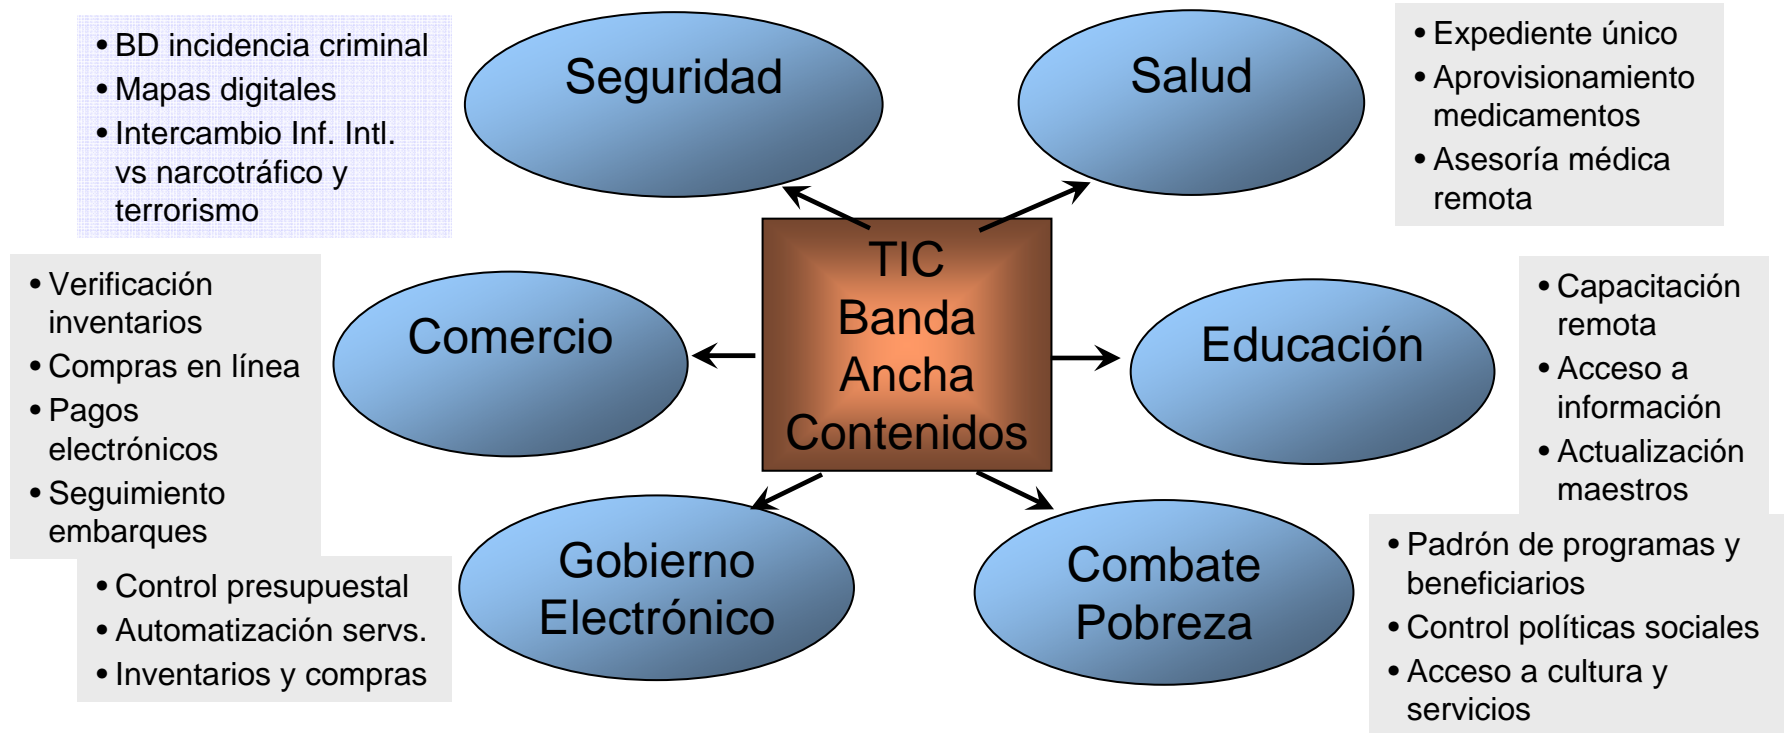 • BD incidencia criminal
• Mapas digitales
• Intercambio Inf. Intl.
vs narcotráfico y
terrorismo
Seguridad
Salud
• Expediente único
• Aprovisionamiento
medicamentos
• Asesoría médica
remota
• Verificación
inventarios
• Compras en línea
• Pagos
electrónicos
• Seguimiento
embarques
Comercio
TIC
Banda
Ancha
Contenidos
Educación
• Capacitación
remota
• Acceso a
información
• Actualización
maestros
• Control presupuestal
• Automatización servs.
• Inventarios y compras
Gobierno
Electrónico
Combate
Pobreza
• Padrón de programas y
beneficiarios
• Control políticas sociales
• Acceso a cultura y
servicios